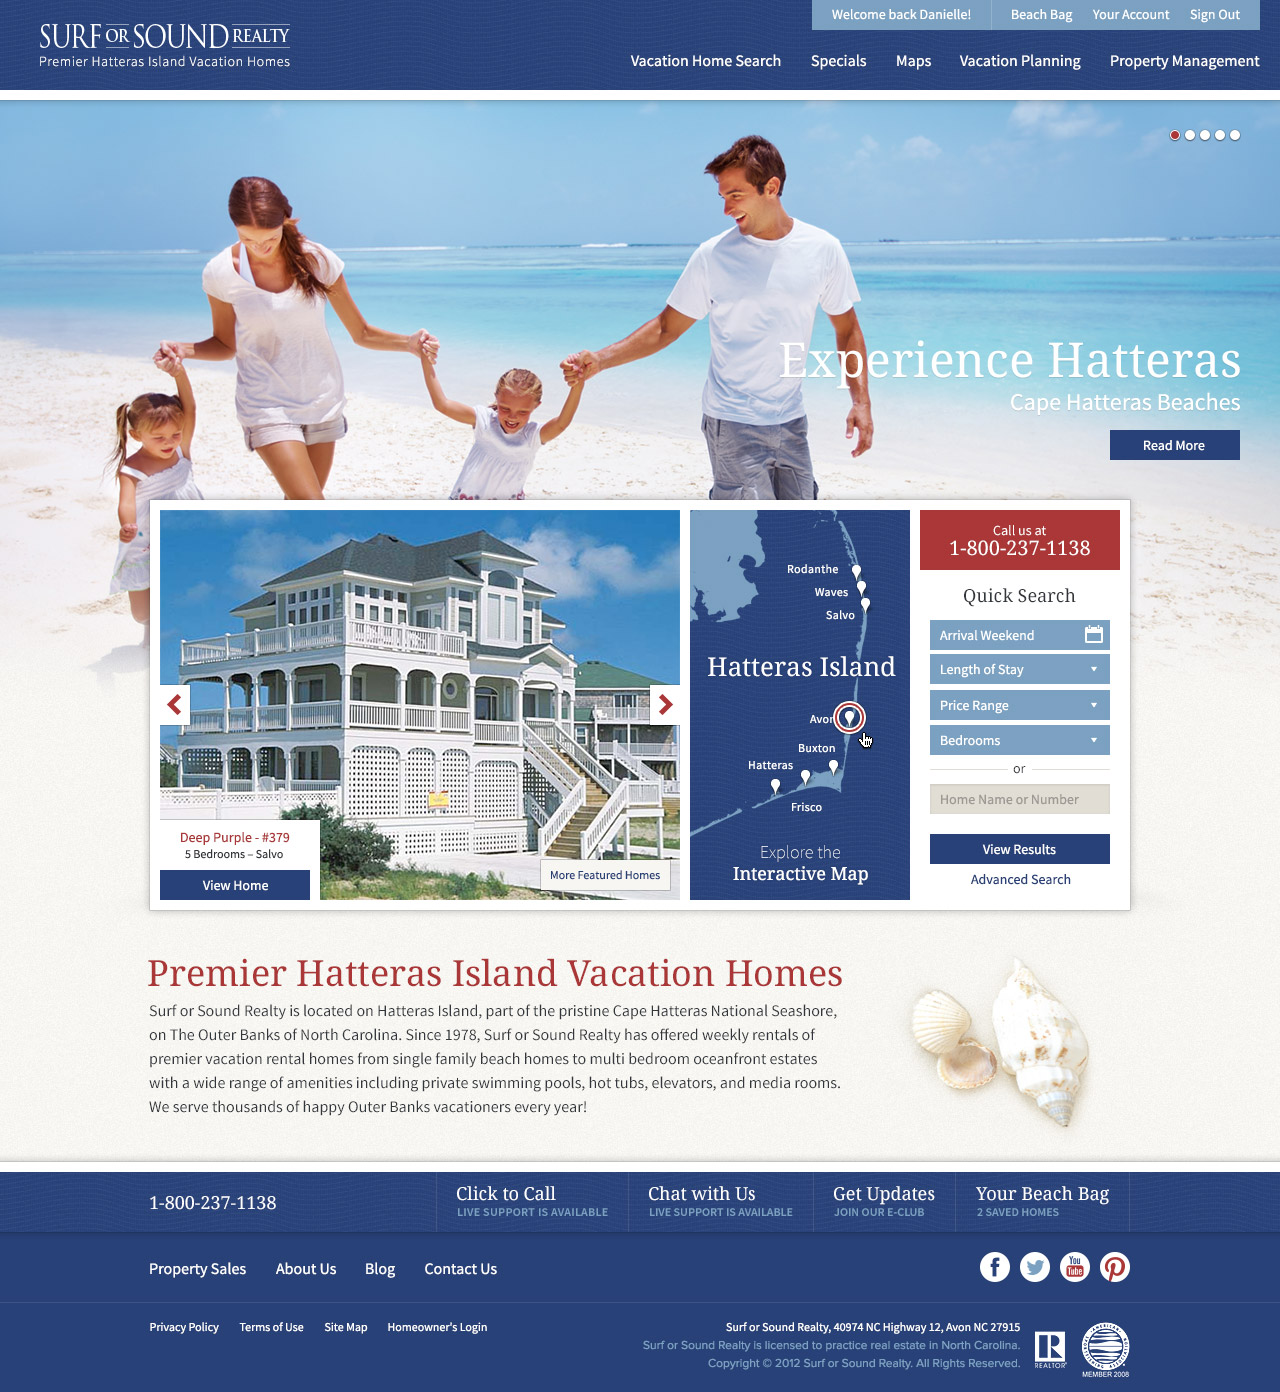 Welcome back Danielle!
Beach Bag
Your Account
Sign Out
SURF OR SOUND REALTY
Premier Hatteras Island Vacation Homes
Vacation Home Search
Specials
Maps
Vacation Planning
Property Management
Experience Hatteras
Cape Hatteras Beaches
Read More
Deep Purple - #379
5 Bedrooms – Salvo
View Home
More Featured Homes
Rodanthe
Waves
Salvo
Hatteras Island
Avon
Buxton
Hatteras
Frisco
Explore the
Interactive Map
Call us at
1-800-237-1138
Quick Search
Arrival Weekend
Length of Stay
Price Range
Bedrooms
or
Home Name or Number
View Results
Advanced Search
Premier Hatteras Island Vacation Homes
Surf or Sound Realty is located on Hatteras Island, part of the pristine Cape Hatteras National Seashore,
on The Outer Banks of North Carolina. Since 1978, Surf or Sound Realty has offered weekly rentals of
premier vacation rental homes from single family beach homes to multi bedroom oceanfront estates
with a wide range of amenities including private swimming pools, hot tubs, elevators, and media rooms.
We serve thousands of happy Outer Banks vacationers every year!
1-800-237-1138
Click to Call
LIVE SUPPORT IS AVAILABLE
Chat with Us
LIVE SUPPORT IS AVAILABLE
Get Updates
JOIN OUR E-CLUB
Your Beach Bag
2 SAVED HOMES
Property Sales
About Us
Blog
Contact Us
You
Tube
Privacy Policy
Terms of Use
Site Map
Homeowner's Login
Surf or Sound Realty, 40974 NC Highway 12, Avon NC 27915
Surf or Sound Realty is licensed to practice real estate in North Carolina.
Copyright © 2012 Surf or Sound Realty. All Rights Reserved.
REALTOR®
MEMBER 2008